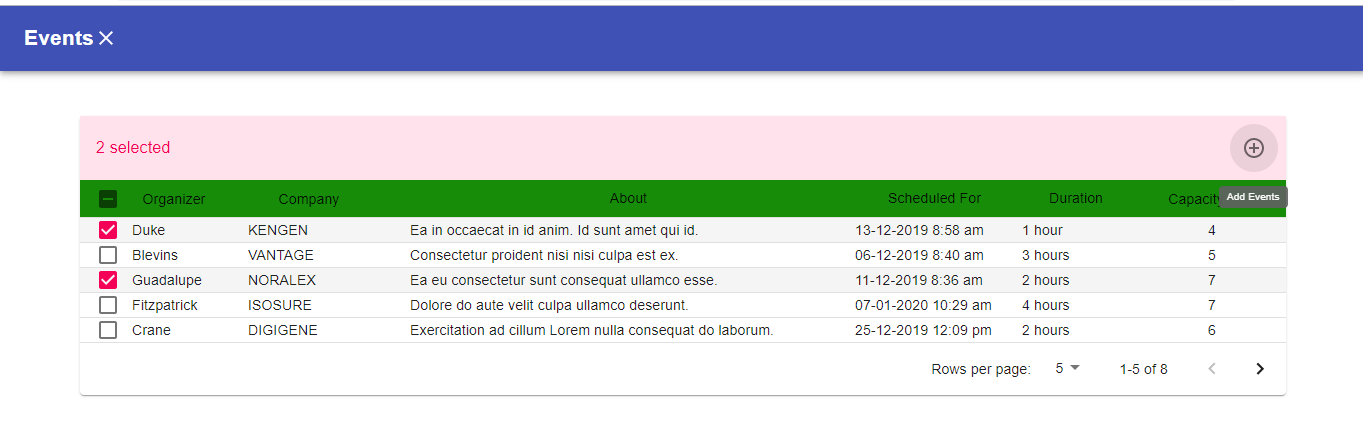 Events
2 selected
Organizer Company About Scheduled For Duration Capacity
Add Events
Duke KENGEN Ea in occaecat in id anim. Id sunt amet qui id. 13-12-2019 8:58 am 1 hour 4
Blevins VANTAGE Consectetur proident nisi nisi culpa est ex. 06-12-2019 8:40 am 3 hours 5
Guadalupe NORALEX Ea eu consectetur sunt consequat ullamco esse. 11-12-2019 8:36 am 2 hours 7
Fitzpatrick ISOSURE Dolore do aute velit culpa ullamco deserunt. 07-01-2020 10:29 am 4 hours 7
Crane DIGIGENE Exercitation ad cillum Lorem nulla consequat do laborum. 25-12-2019 12:09 pm 2 hours 6
Rows per page: 5 1-5 of 8